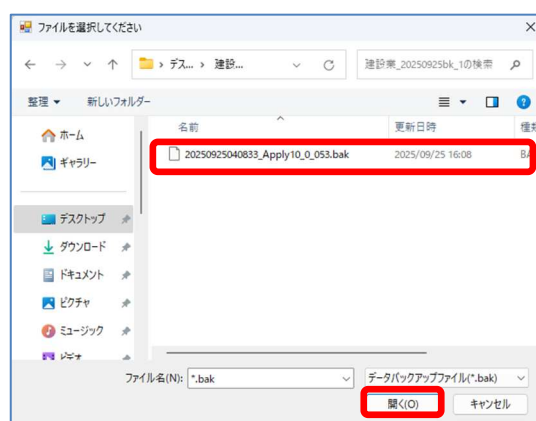 ファイルを選択してください
デス... › 建設...
建設業_20250925bk_1の検索
整理 新しいフォルダー
名前 更新日時 種類
20250925040833_Apply10_0_053.bak 2025/09/25 16:08 BA
ホーム
ギャラリー
デスクトップ
ダウンロード
ドキュメント
ピクチャ
ミュージック
ビデオ
ファイル名(N): *.bak データバックアップファイル(*.bak)
開く(O) キャンセル